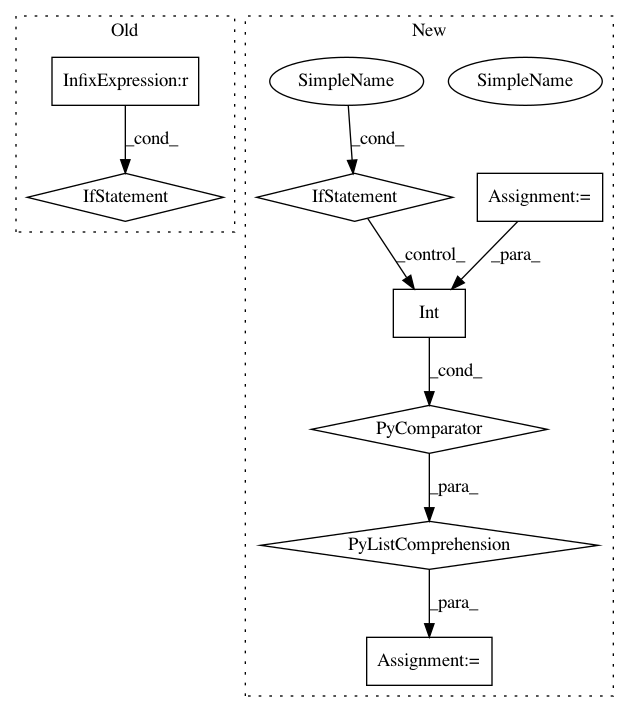 Old
New
InfixExpression:r
SimpleName
SimpleName
_cond_
_cond_
IfStatement
IfStatement
Assignment:=
_control_
_para_
Int
_cond_
PyComparator
_para_
PyListComprehension
_para_
Assignment:=